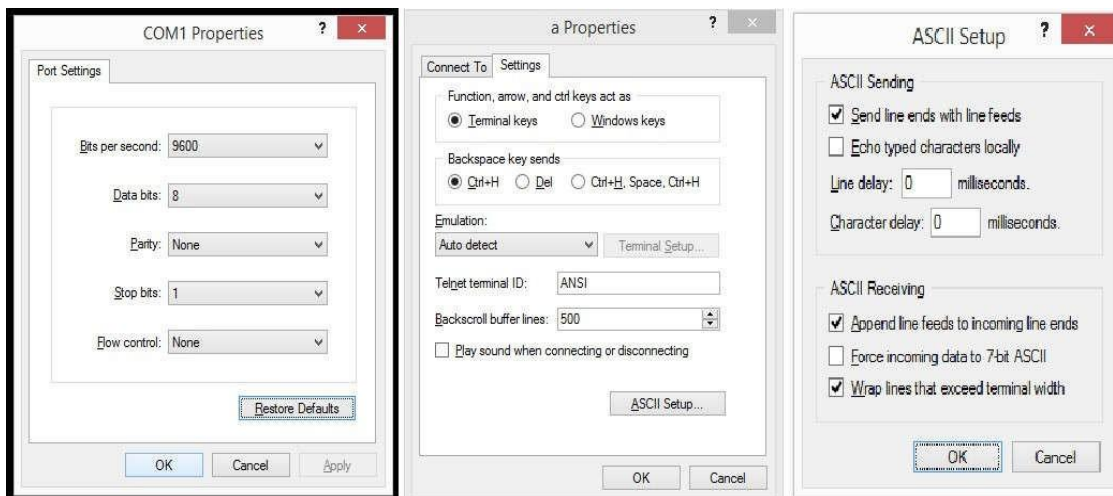 COM1 Properties ? x
Port Settings
Bits per second: 9600
Data bits: 8
Parity: None
Stop bits: 1
Flow control: None
Restore Defaults
OK Cancel Apply
a Properties ? x
Connect To Settings
Function, arrow, and ctrl keys act as
Terminal keys Windows keys
Backspace key sends
Ctrl+H Del Ctrl+H, Space, Ctrl+H
Emulation:
Auto detect Terminal Setup...
Telnet terminal ID: ANSI
Backscroll buffer lines: 500
Play sound when connecting or disconnecting
ASCII Setup...
OK Cancel
ASCII Setup ? x
ASCII Sending
Send line ends with line feeds
Echo typed characters locally
Line delay: 0 milliseconds.
Character delay: 0 milliseconds.
ASCII Receiving
Append line feeds to incoming line ends
Force incoming data to 7-bit ASCII
Wrap lines that exceed terminal width
OK Cancel